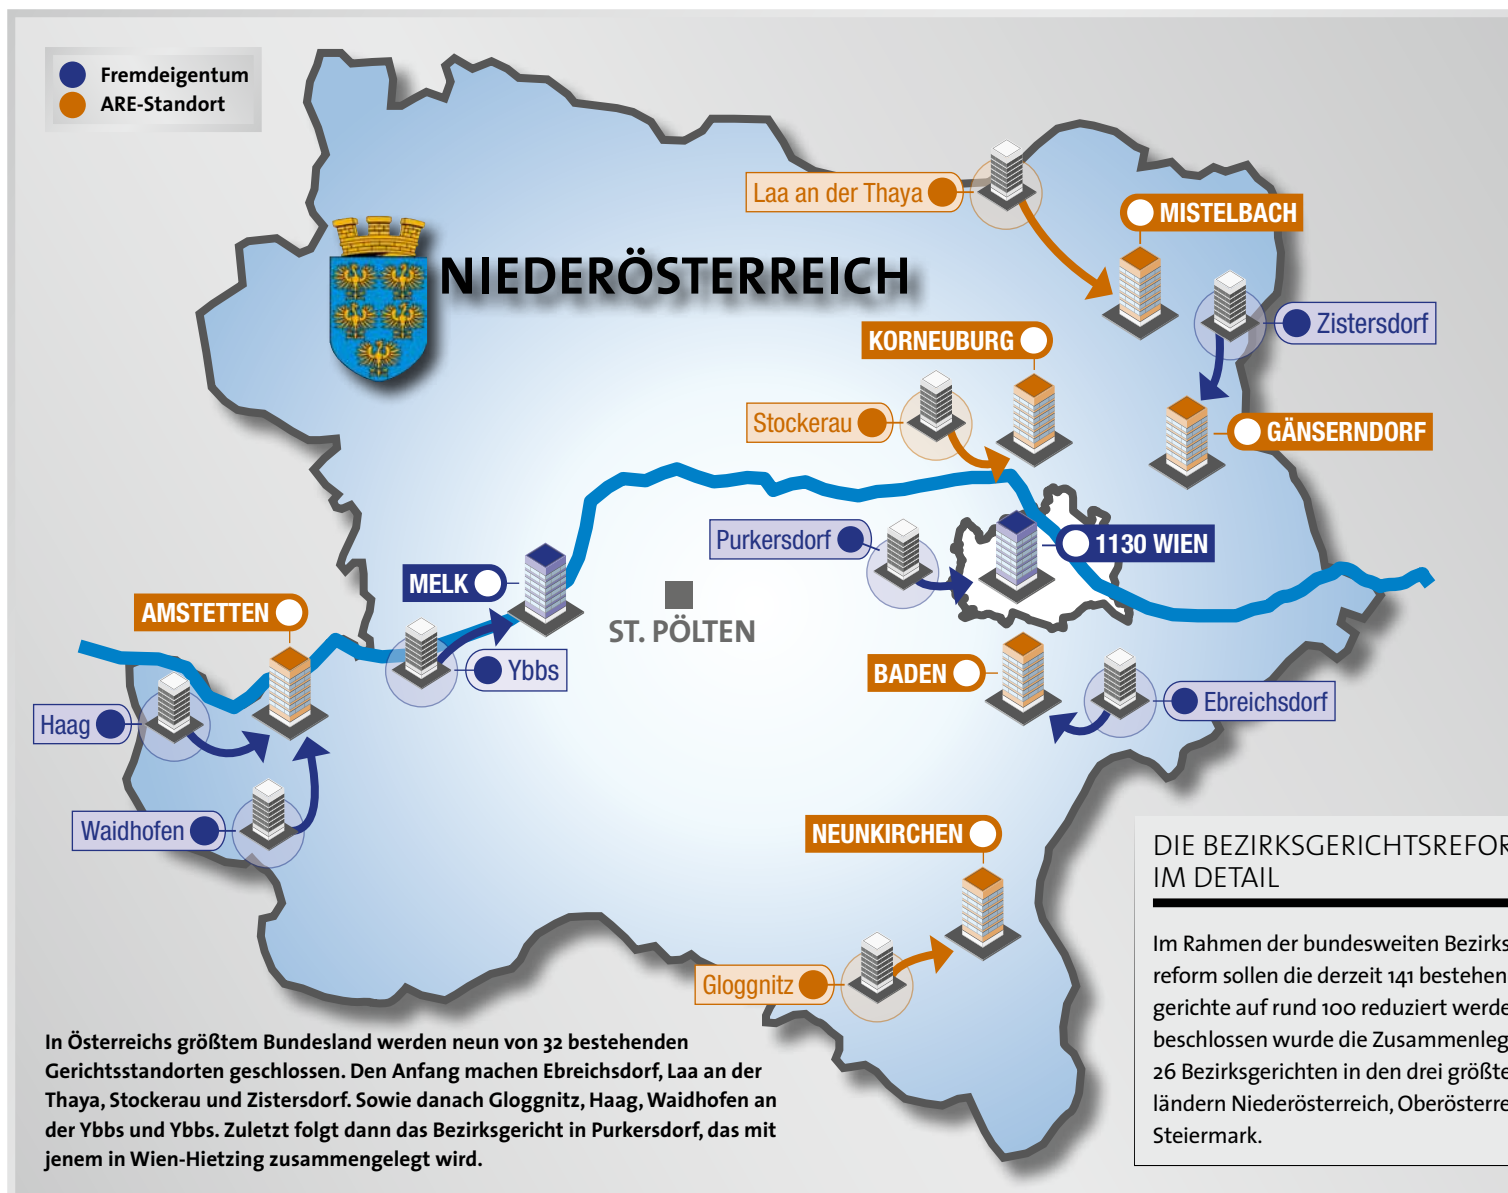 Fremdeigentum
ARE-Standort
NIEDERÖSTERREICH
Laa an der Thaya
MISTELBACH
Zistersdorf
KORNEUBURG
Stockerau
GÄNSERNDORF
Purkersdorf
1130 WIEN
MELK
AMSTETTEN
ST. PÖLTEN
Ybbs
BADEN
Ebreichsdorf
Haag
Waidhofen
NEUNKIRCHEN
Gloggnitz
In Österreichs größtem Bundesland werden neun von 32 bestehenden
Gerichtsstandorten geschlossen. Den Anfang machen Ebreichsdorf, Laa an der
Thaya, Stockerau und Zistersdorf. Sowie danach Gloggnitz, Haag, Waidhofen an
der Ybbs und Ybbs. Zuletzt folgt dann das Bezirksgericht in Purkersdorf, das mit
jenem in Wien-Hietzing zusammengelegt wird.
DIE BEZIRKSGERICHTSREFOR
IM DETAIL
Im Rahmen der bundesweiten Bezirks
reform sollen die derzeit 141 bestehen
gerichte auf rund 100 reduziert werde
beschlossen wurde die Zusammenleg
26 Bezirksgerichten in den drei größte
ländern Niederösterreich, Oberösterre
Steiermark.